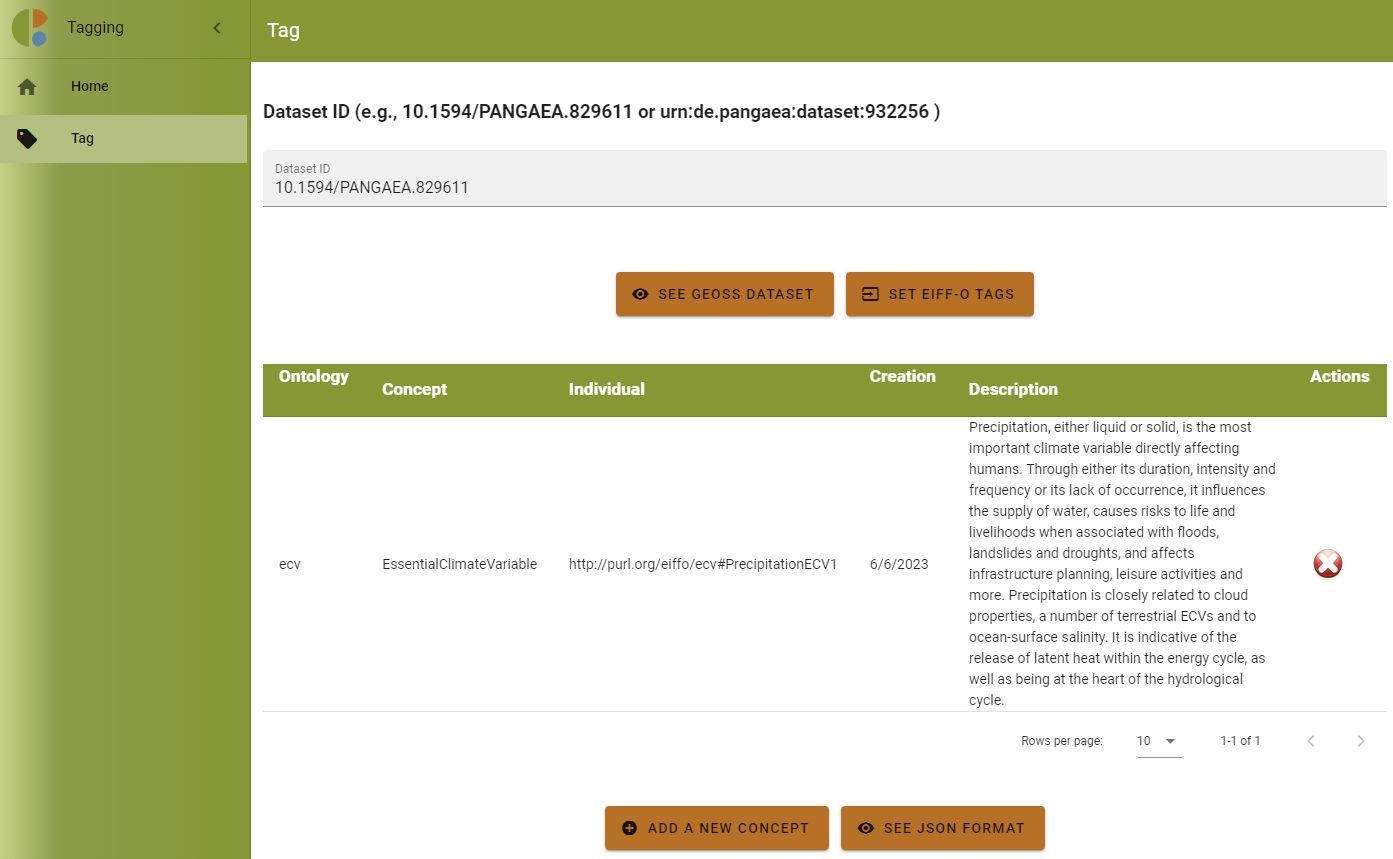 Tagging
Tag
Home
Tag
Dataset ID (e.g., 10.1594/PANGAEA.829611 or urn:de.pangaea:dataset:932256 )
Dataset ID
10.1594/PANGAEA.829611
SEE GEOSS DATASET
SET EIFF-O TAGS
Ontology Concept Individual Creation Description Actions
ecv EssentialClimateVariable http://purl.org/eiffo/ecv#PrecipitationECV1 6/6/2023
Precipitation, either liquid or solid, is the most
important climate variable directly affecting
humans. Through either its duration, intensity and
frequency or its lack of occurrence, it influences
the supply of water, causes risks to life and
livelihoods when associated with floods,
landslides and droughts, and affects
infrastructure planning, leisure activities and
more. Precipitation is closely related to cloud
properties, a number of terrestrial ECVs and to
ocean-surface salinity. It is indicative of the
release of latent heat within the energy cycle, as
well as being at the heart of the hydrological
cycle.
Rows per page: 10 1-1 of 1
ADD A NEW CONCEPT
SEE JSON FORMAT